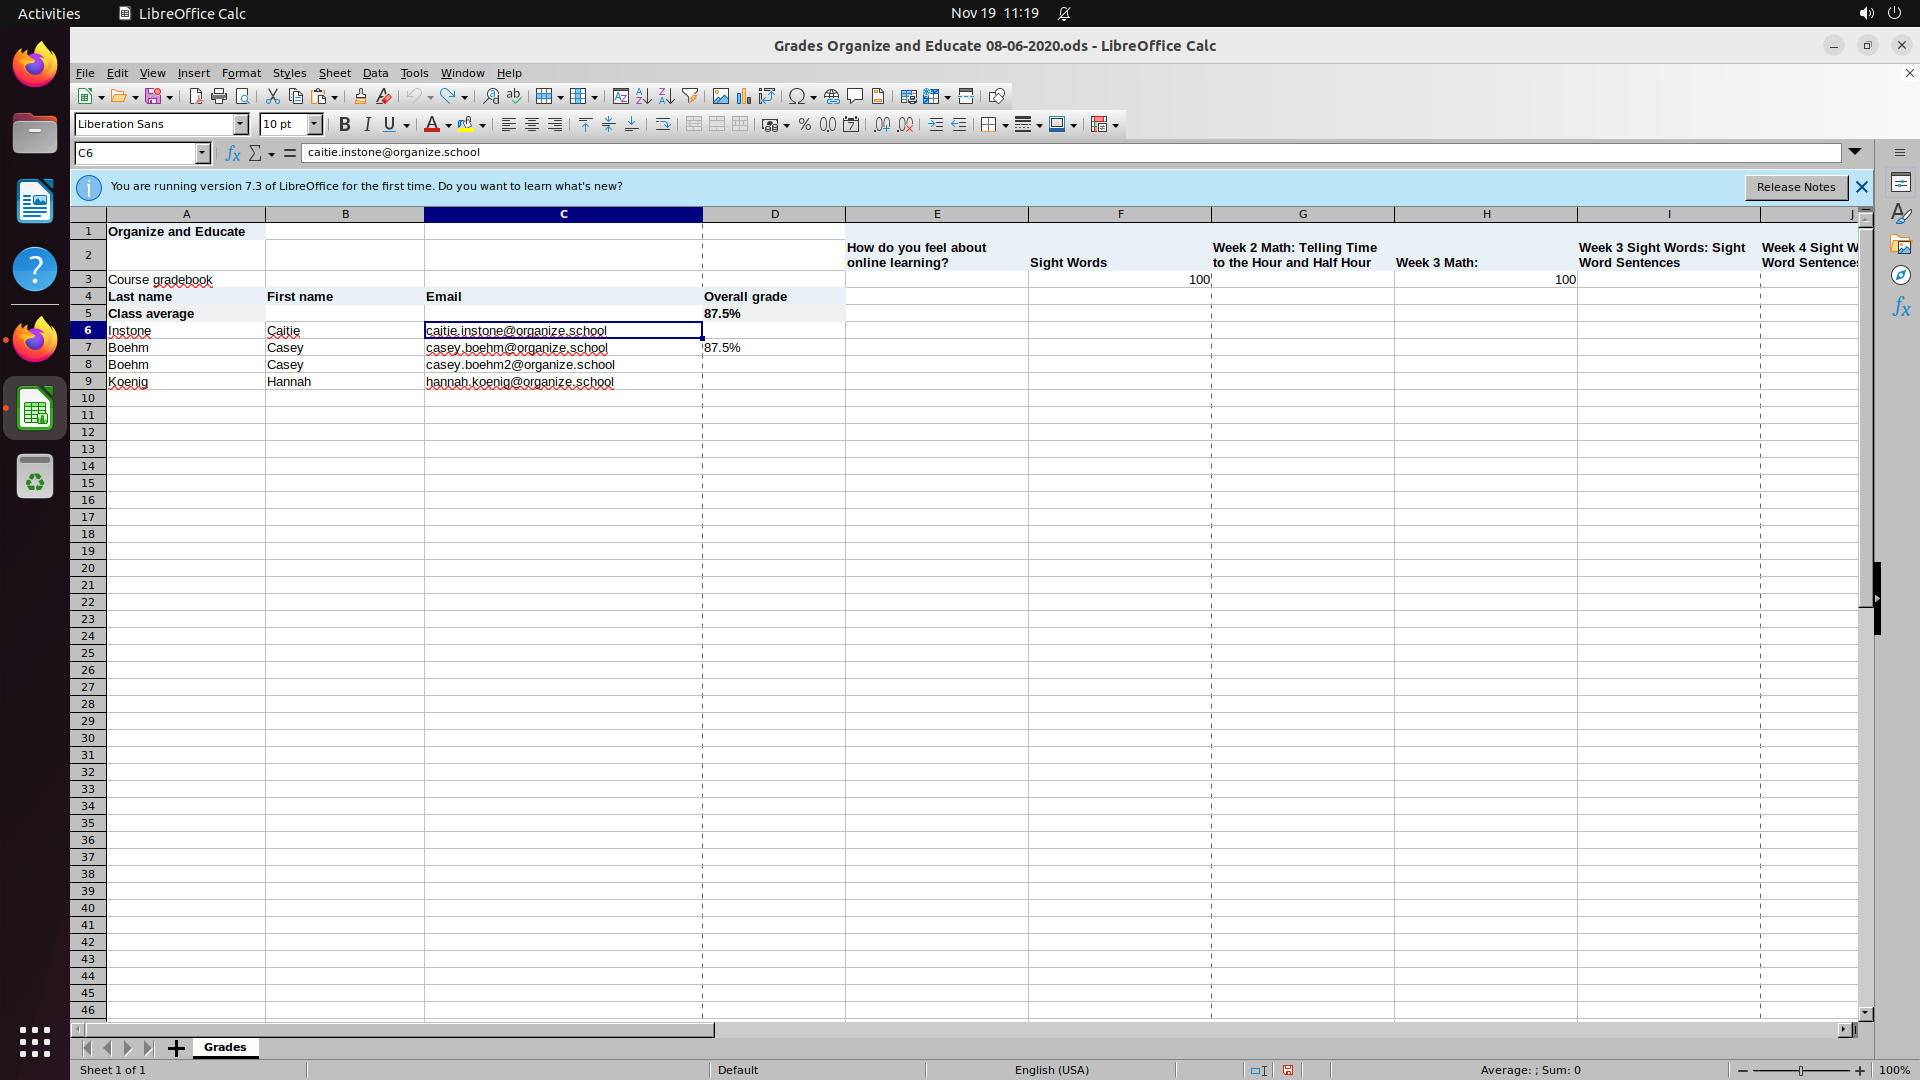 Activities LibreOffice Calc Nov 19 11:19
Grades Organize and Educate 08-06-2020.ods - LibreOffice Calc
File Edit View Insert Format Styles Sheet Data Tools Window Help
Liberation Sans 10 pt
C6 caitie.instone@organize.school
You are running version 7.3 of LibreOffice for the first time. Do you want to learn what's new? Release Notes
A B C D E F G H I J
1 Organize and Educate
2 How do you feel about online learning? Sight Words Week 2 Math: Telling Time to the Hour and Half Hour Week 3 Math: Week 3 Sight Words: Sight Word Sentences Week 4 Sight W Word Sentence
3 Course gradebook 100 100
4 Last name First name Email Overall grade
5 Class average 87.5%
6 Instone Caitie caitie.instone@organize.school
7 Boehm Casey casey.boehm@organize.school 87.5%
8 Boehm Casey casey.boehm2@organize.school
9 Koenig Hannah hannah.koenig@organize.school
10
11
12
13
14
15
16
17
18
19
20
21
22
23
24
25
26
27
28
29
30
31
32
33
34
35
36
37
38
39
40
41
42
43
44
45
46
Grades
Sheet 1 of 1 Default English (USA) Average: ; Sum: 0 100%